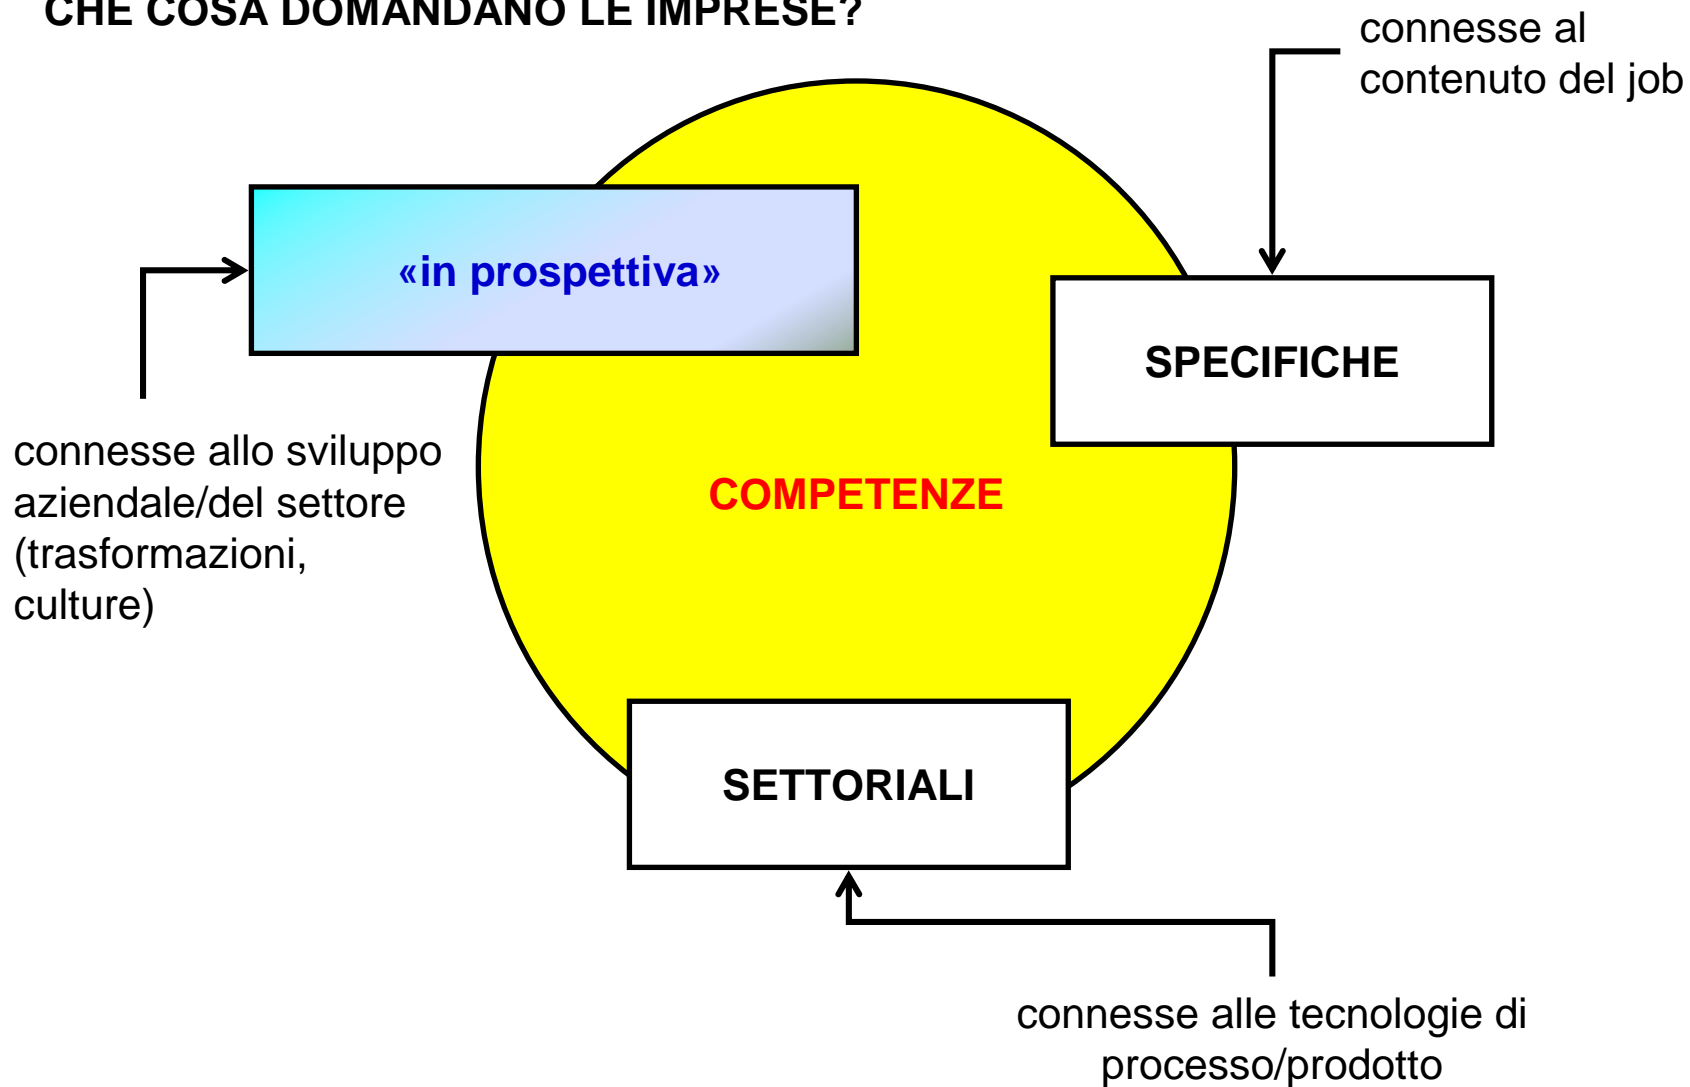 CHE COSA DOMANDANO LE IMPRESE?
connesse al
contenuto del job
«in prospettiva»
SPECIFICHE
connesse allo sviluppo
aziendale/del settore
(trasformazioni,
culture)
COMPETENZE
SETTORIALI
connesse alle tecnologie di
processo/prodotto